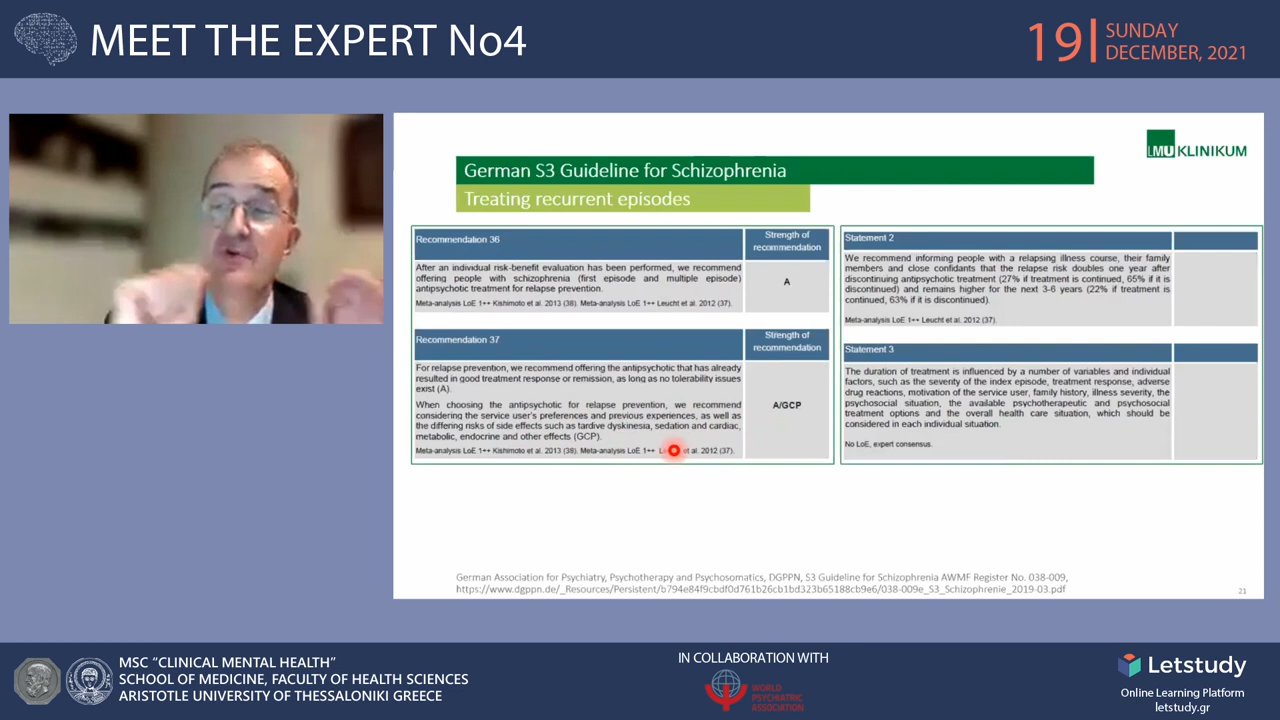 MEET THE EXPERT No4
19
SUNDAY
DECEMBER, 2021
LMU KLINIKUM
German S3 Guideline for Schizophrenia
Treating recurrent episodes
Recommendation 36
Strength of
recommendation
After an individual risk-benefit evaluation has been performed, we recommend
offering people with schizophrenia (first episode and multiple episode)
antipsychotic treatment for relapse prevention.
Meta-analysis LoE 1++ Kishimoto et al. 2013 (38). Meta-analysis LoE 1++ Leucht et al. 2012 (37).
A
Recommendation 37
Strength of
recommendation
For relapse prevention, we recommend offering the antipsychotic that has already
resulted in good treatment response or remission, as long as no tolerability issues
exist (A).
When choosing the antipsychotic for relapse prevention, we recommend
considering the service user's preferences and previous experiences, as well as
the differing risks of side effects such as tardive dyskinesia, sedation and cardiac,
metabolic, endocrine and other effects (GCP).
Meta-analysis LoE 1++ Kishimoto et al. 2013 (38). Meta-analysis LoE 1++ et al. 2012 (37).
A/GCP
Statement 2
We recommend informing people with a relapsing illness course, their family
members and close confidants that the relapse risk doubles one year after
discontinuing antipsychotic treatment (27% if treatment is continued, 65% if it is
discontinued) and remains higher for the next 3-6 years (22% if treatment is
continued, 63% if it is discontinued).
Meta-analysis LoE 1++ Leucht et al. 2012 (37).
Statement 3
The duration of treatment is influenced by a number of variables and individual
factors, such as the severity of the index episode, treatment response, adverse
drug reactions, motivation of the service user, family history, illness severity, the
psychosocial situation, the available psychotherapeutic and psychosocial
treatment options and the overall health care situation, which should be
considered in each individual situation.
No LoE, expert consensus.
German Association for Psychiatry, Psychotherapy and Psychosomatics, DGPPN, S3 Guideline for Schizophrenia AWMF Register No. 038-009,
https://www.dgppn.de/_Resources/Persistent/b794e84f9cbdf0d761b26cb1bd323b65188cb9e6/038-009e_S3_Schizophrenie_2019-03.pdf
21
MSC "CLINICAL MENTAL HEALTH"
SCHOOL OF MEDICINE, FACULTY OF HEALTH SCIENCES
ARISTOTLE UNIVERSITY OF THESSALONIKI GREECE
IN COLLABORATION WITH
WORLD
PSYCHIATRIC
ASSOCIATION
Letstudy
Online Learning Platform
letstudy.gr